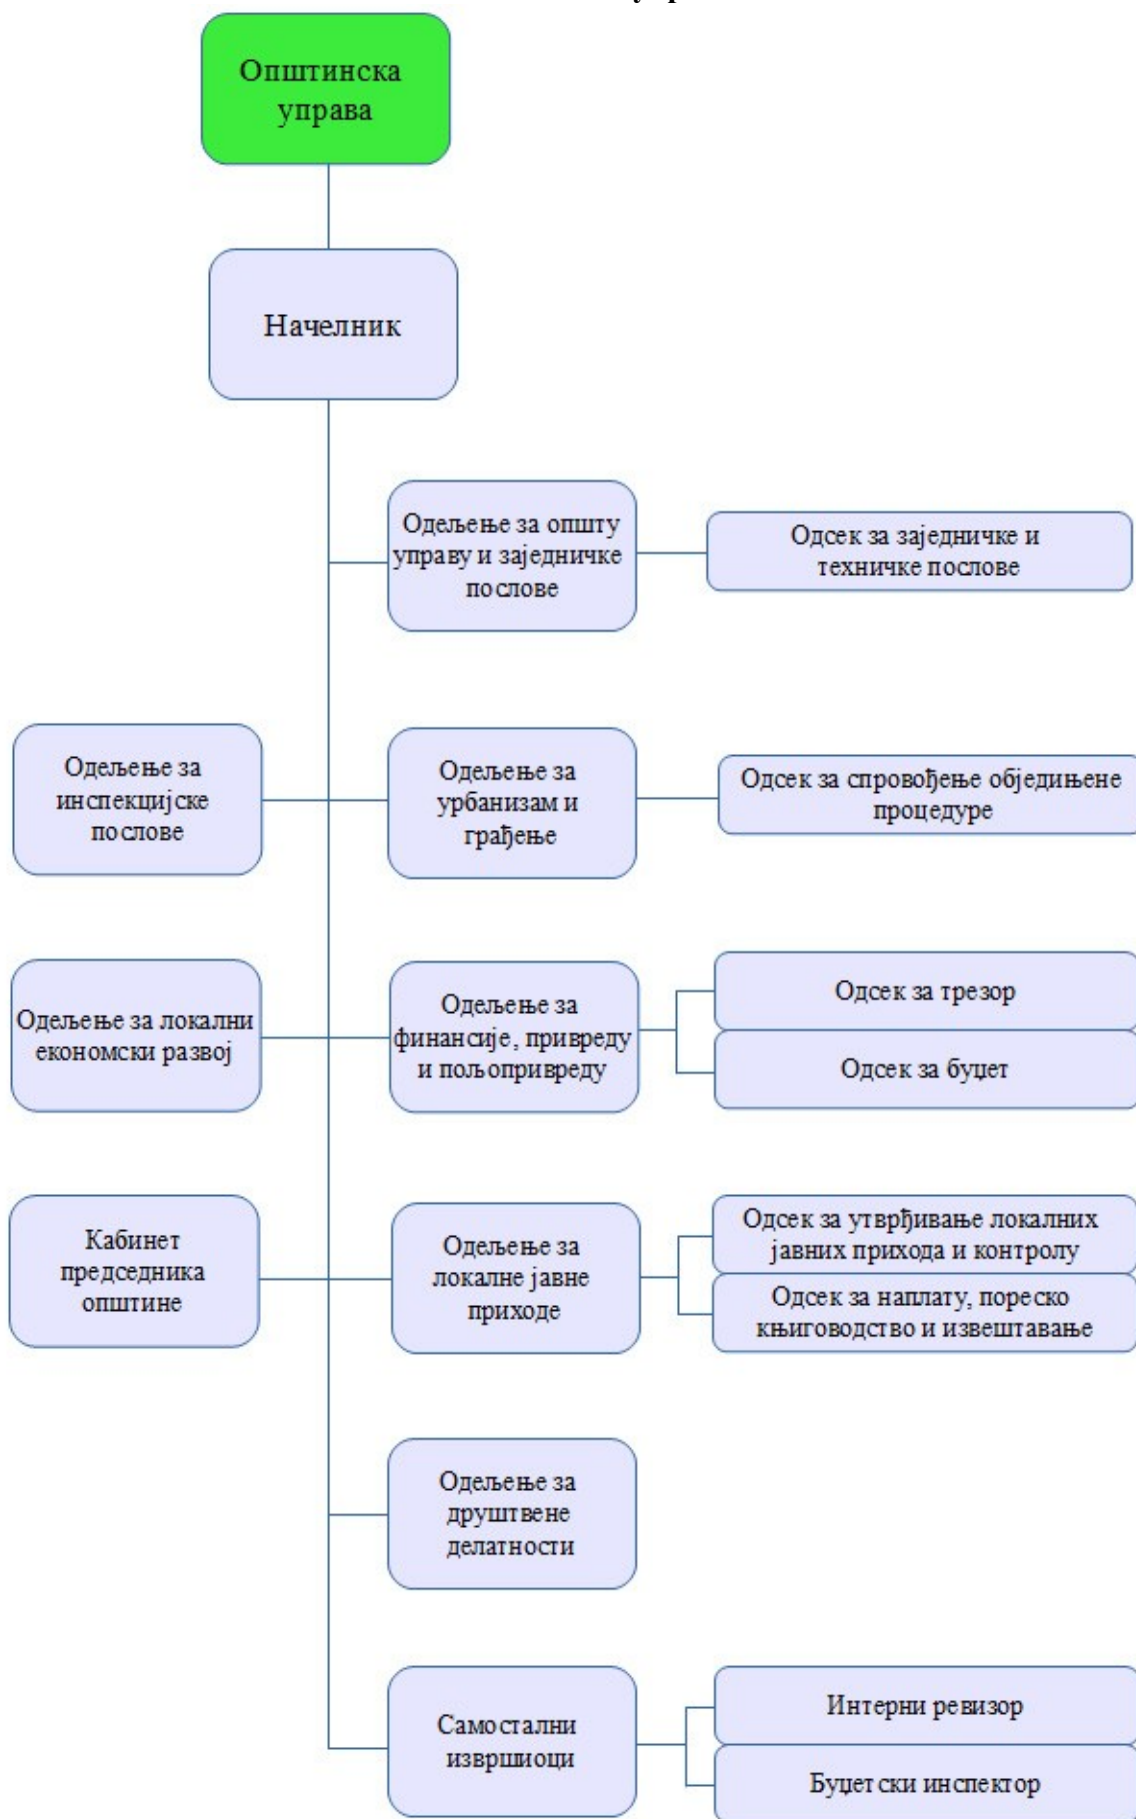 Општинска
управа
Начелник
Одељење за општу
управу и заједничке
послове
Одсек за заједничке и
техничке послове
Одељење за
инспекцијске
послове
Одељење за
урбанизам и
грађење
Одсек за спровођење обједињене
процедуре
Одељење за локални
економски развој
Одељење за
финансије, привреду
и пољопривреду
Одсек за трезор
Одсек за буџет
Кабинет
председника
општине
Одељење за
локалне јавне
приходе
Одсек за утврђивање локалних
јавних прихода и контролу
Одсек за наплату, пореско
књиговодство и извештавање
Одељење за
друштвене
делатности
Самостални
извршиоци
Интерни ревизор
Буџетски инспектор